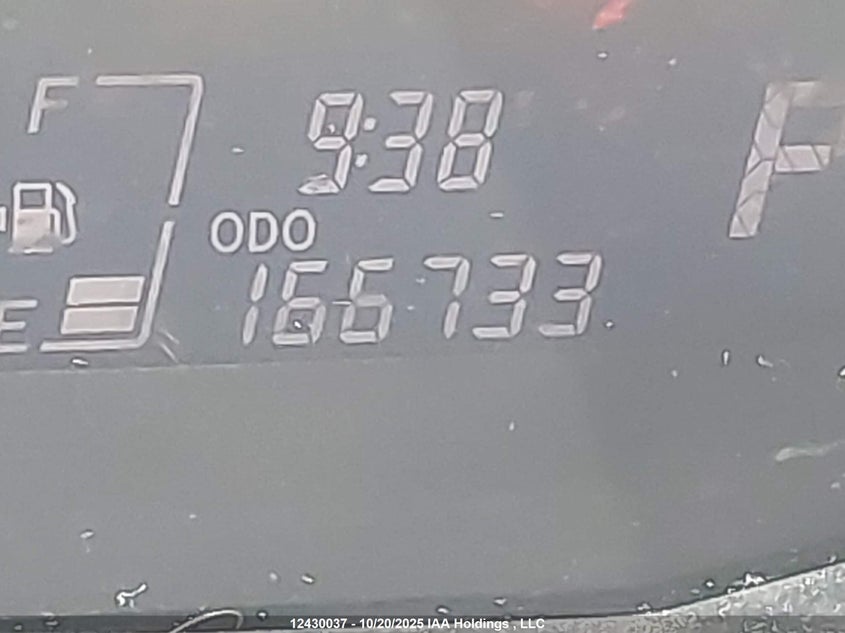 F
9:38
F
ODO
166733
E
12430037 - 10/20/2025 IAA Holdings , LLC